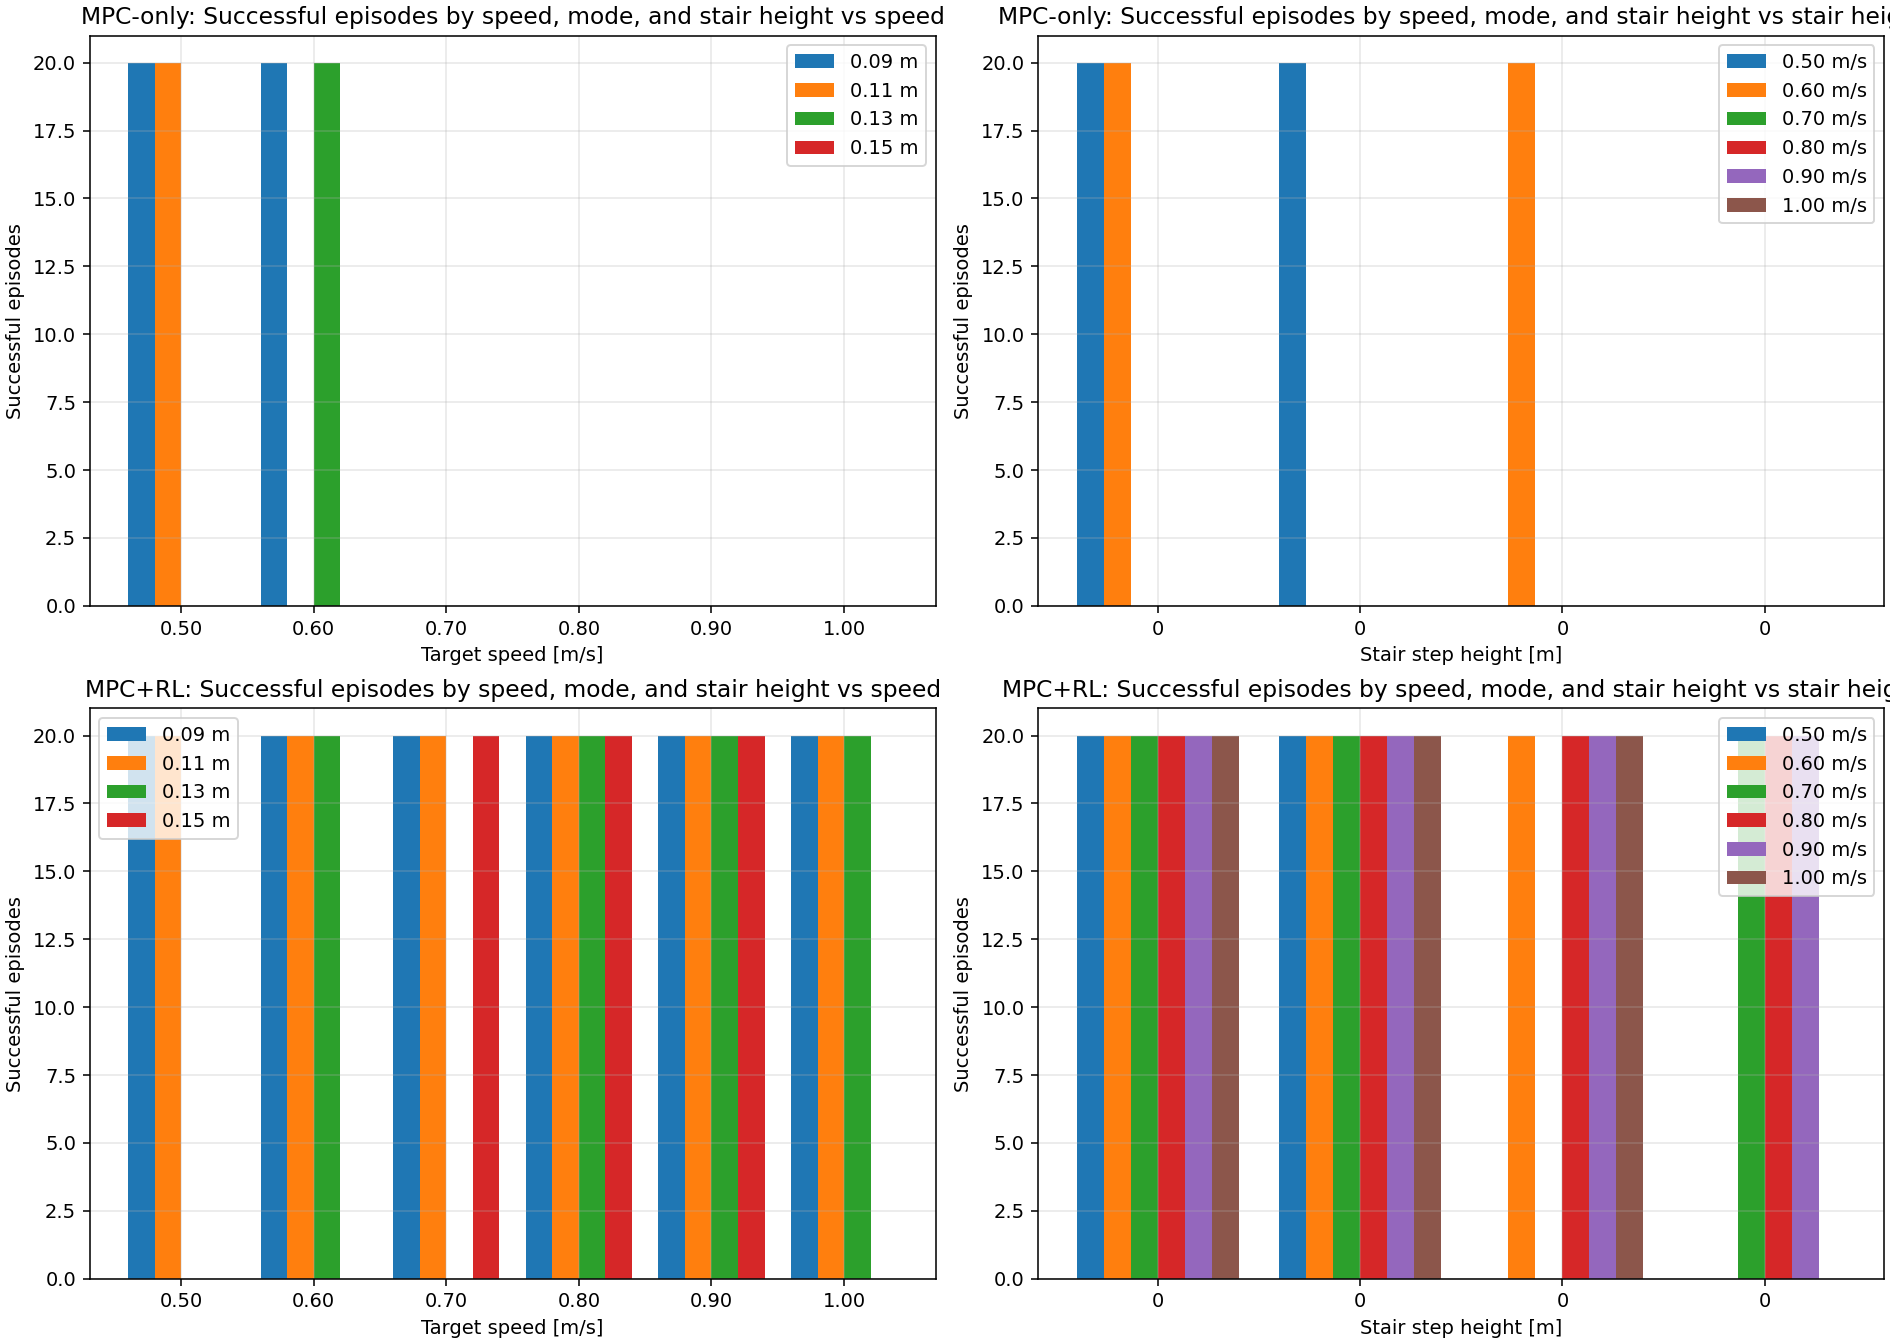 MPC-only: Successful episodes by speed, mode, and stair height vs speed
20.0
17.5
15.0
12.5
10.0
7.5
5.0
2.5
0.0
Successful episodes
0.09 m
0.11 m
0.13 m
0.15 m
0.50 0.60 0.70 0.80 0.90 1.00
Target speed [m/s]
MPC-only: Successful episodes by speed, mode, and stair height vs stair heig
20.0
17.5
15.0
12.5
10.0
7.5
5.0
2.5
0.0
Successful episodes
0.50 m/s
0.60 m/s
0.70 m/s
0.80 m/s
0.90 m/s
1.00 m/s
0 0 0 0
Stair step height [m]
MPC+RL: Successful episodes by speed, mode, and stair height vs speed
20.0
17.5
15.0
12.5
10.0
7.5
5.0
2.5
0.0
Successful episodes
0.09 m
0.11 m
0.13 m
0.15 m
0.50 0.60 0.70 0.80 0.90 1.00
Target speed [m/s]
MPC+RL: Successful episodes by speed, mode, and stair height vs stair heig
20.0
17.5
15.0
12.5
10.0
7.5
5.0
2.5
0.0
Successful episodes
0.50 m/s
0.60 m/s
0.70 m/s
0.80 m/s
0.90 m/s
1.00 m/s
0 0 0 0
Stair step height [m]